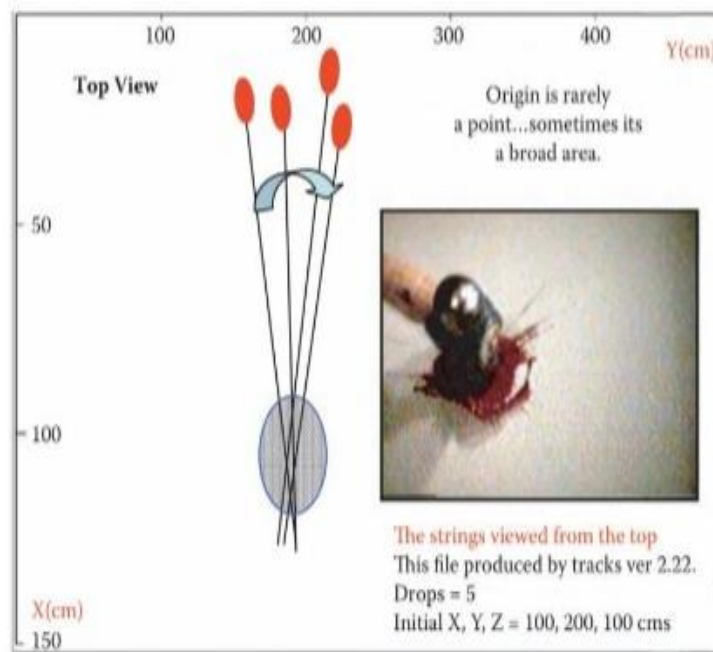 100 200 300 400
Y(cm)
Top View
Origin is rarely
a point...sometimes its
a broad area.
50
100
The strings viewed from the top
This file produced by tracks ver 2.22.
Drops = 5
Initial X, Y, Z = 100, 200, 100 cms
X(cm)
150